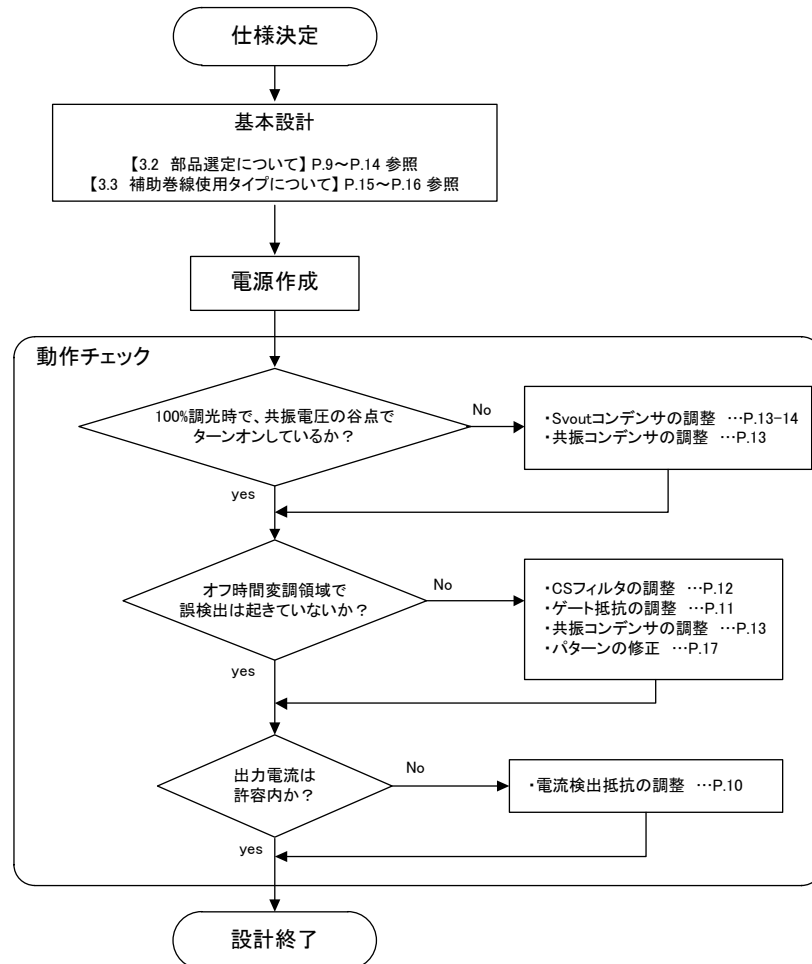 仕様決定
基本設計
【3.2 部品選定について】 P.9～P.14 参照
【3.3 補助巻線使用タイプについて】 P.15～P.16 参照
電源作成
動作チェック
100%調光時で、共振電圧の谷点で
ターンオンしているか？
No
・Svoutコンデンサの調整 …P.13-14
・共振コンデンサの調整 …P.13
yes
オフ時間変調領域で
誤検出は起きていないか？
No
・CSフィルタの調整 …P.12
・ゲート抵抗の調整 …P.11
・共振コンデンサの調整 …P.13
・パターンの修正 …P.17
yes
出力電流は
許容内か？
No
・電流検出抵抗の調整 …P.10
yes
設計終了